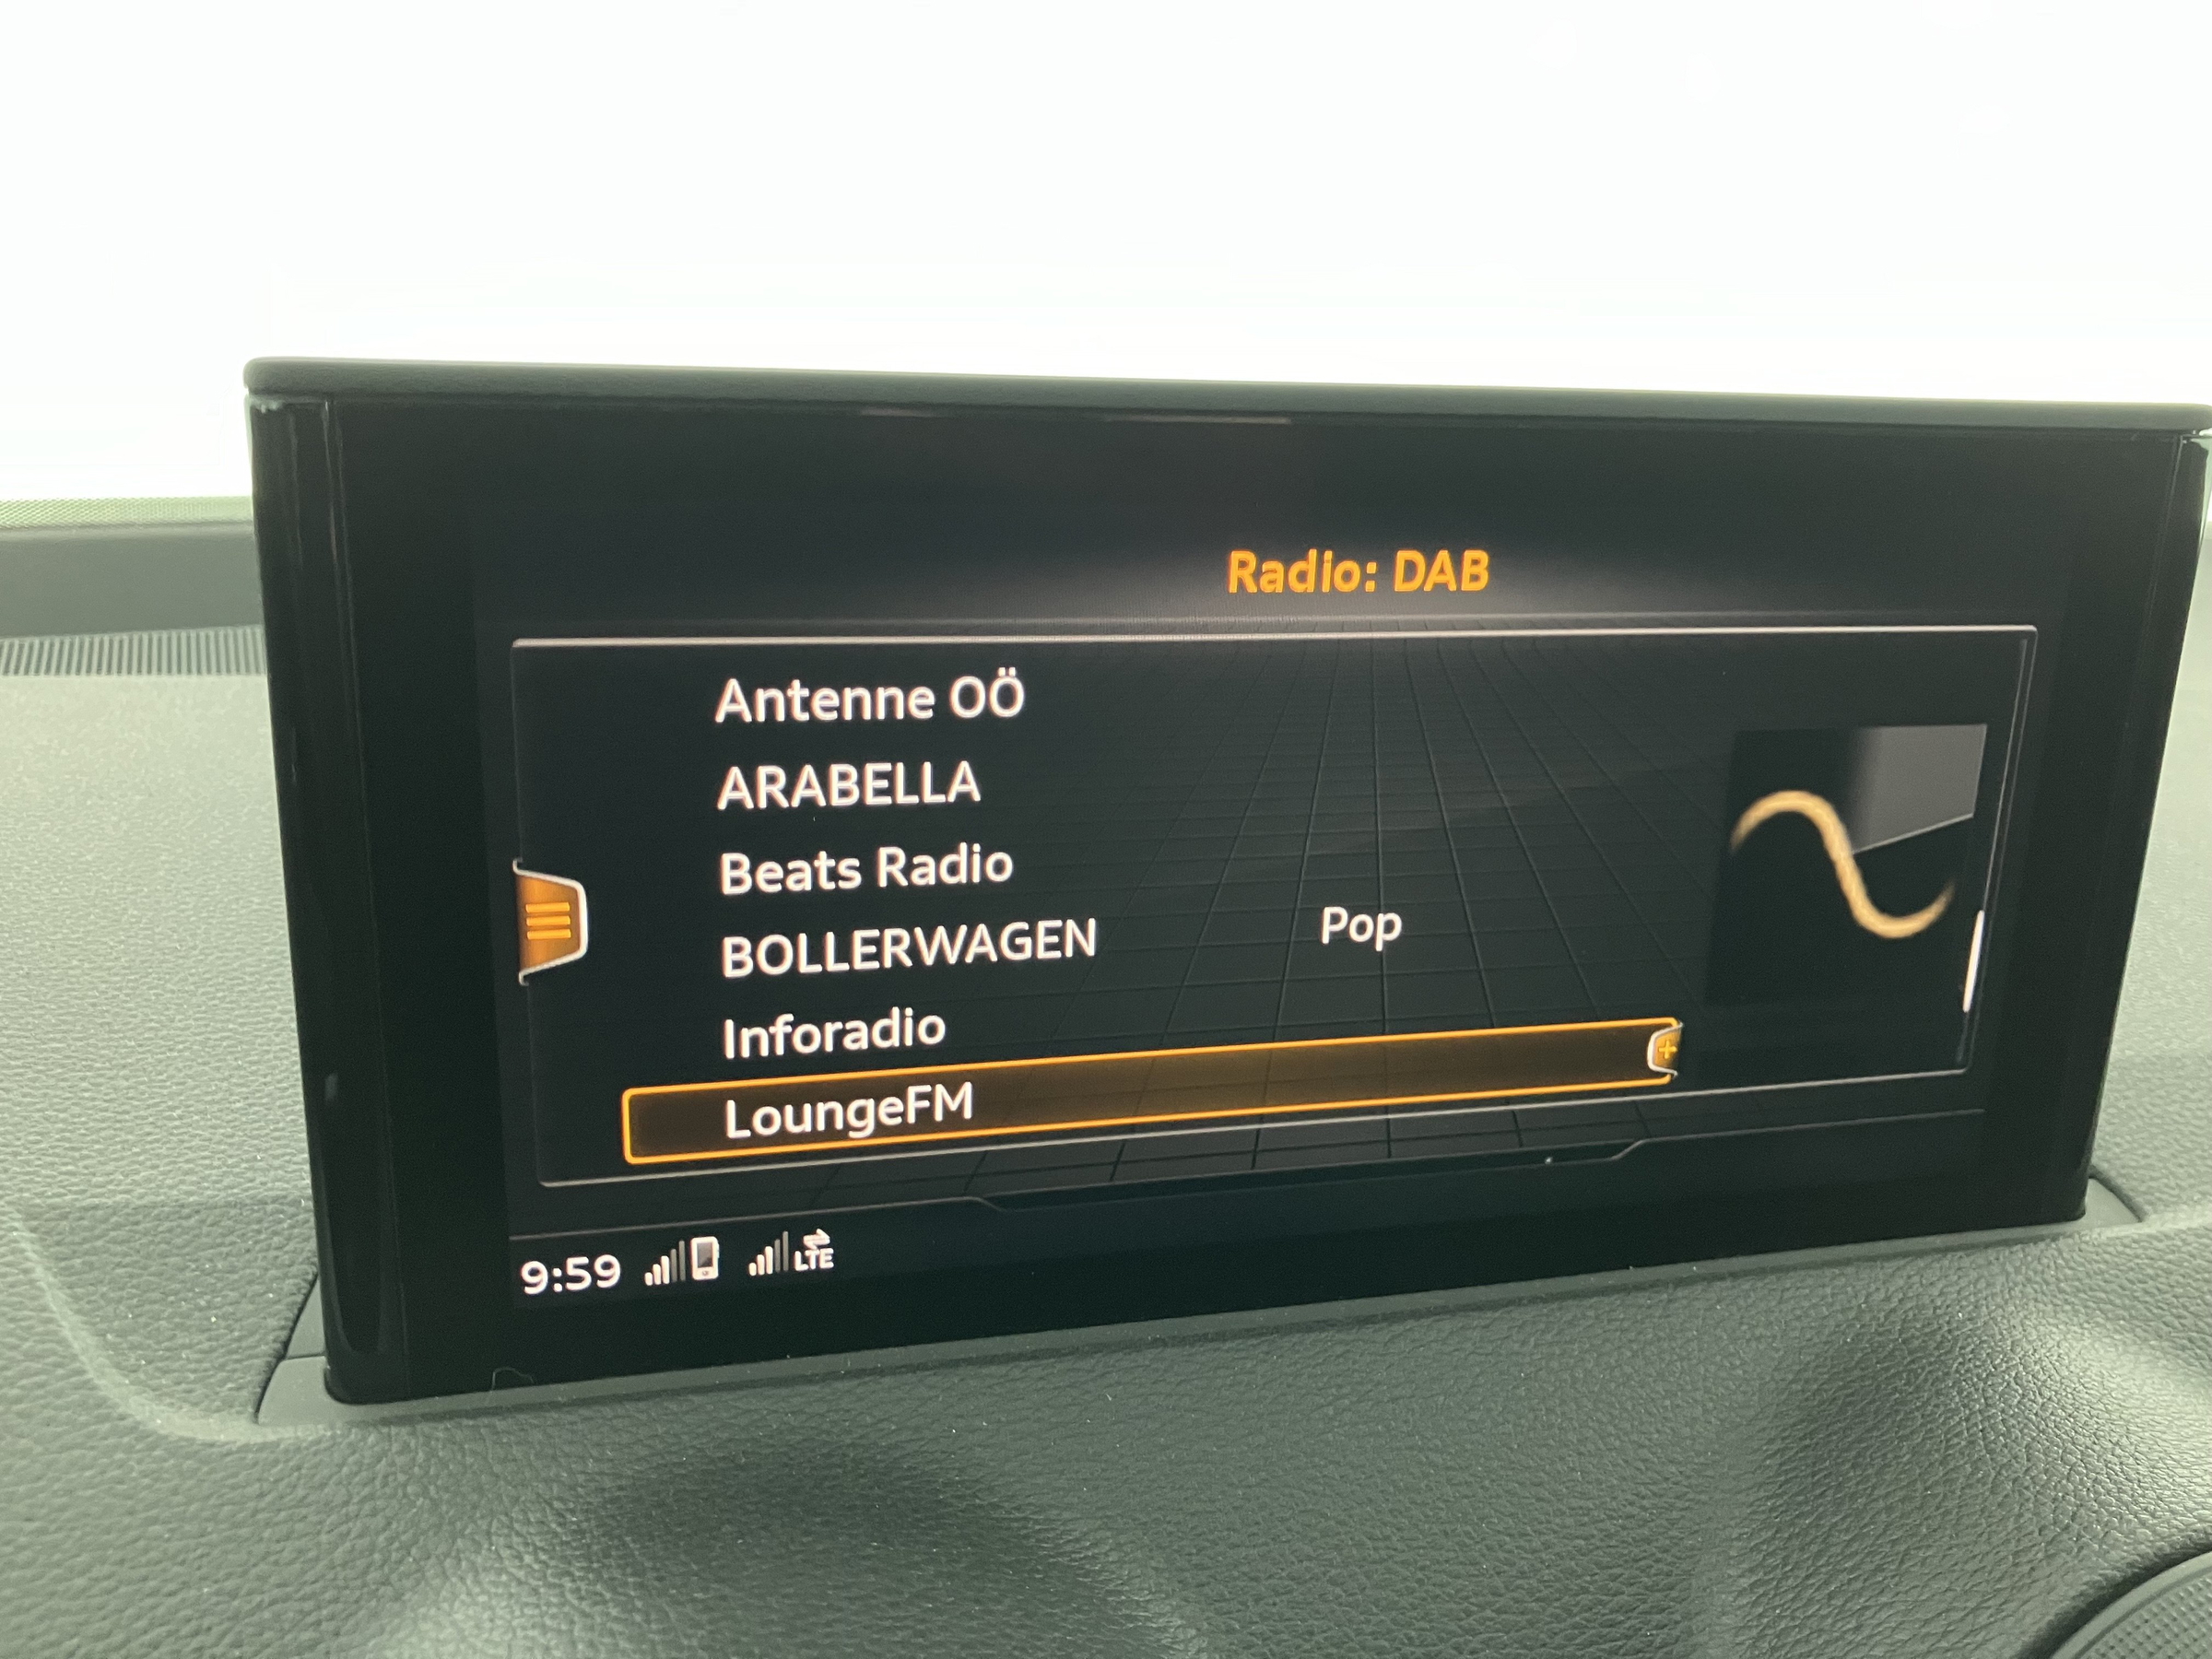 Radio: DAB
Antenne OÖ
ARABELLA
Beats Radio
BOLLERWAGEN Pop
Inforadio
LoungeFM
9:59 LTE